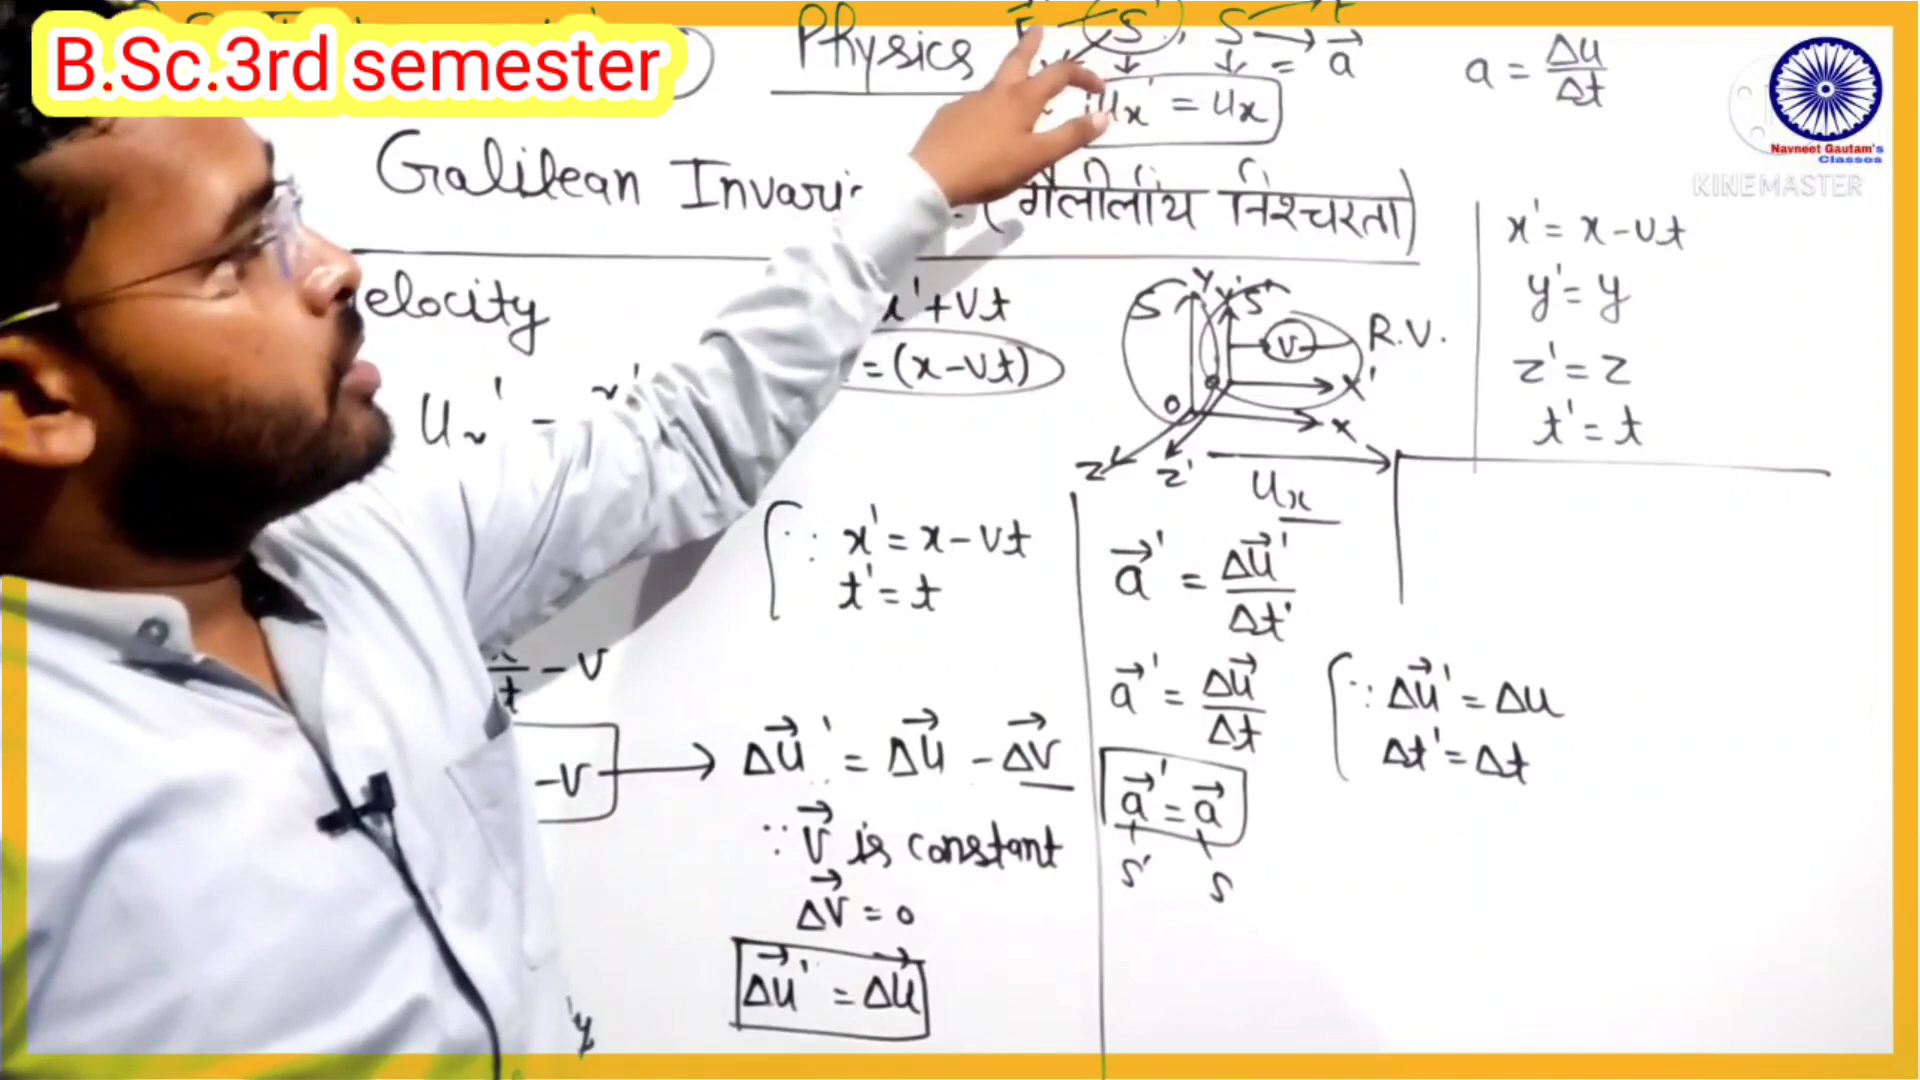 B.Sc.3rd semester
Physics
S' , S → t
↓ ↓ = a⃗
Ux' = Ux
a = Δu/Δt
Navneet Gautam's
Classes
KINEMASTER
Galilean Invari
(गैलीलीय निश्चरता)
elocity
x'+vt
=(x-vt)
x' = x-vt
y' = y
z' = z
t' = t
S Y Y' S'
V R.V.
O X'
O X
Z Z'
Ux
∵ x' = x-vt
t' = t
t - v
-v → Δu⃗' = Δu⃗ - Δv⃗
∵ v⃗ is constant
Δv⃗ = 0
Δu⃗' = Δu⃗
y
a⃗' = Δu⃗'/Δt'
a⃗' = Δu⃗/Δt
∵ Δu⃗' = Δu
Δt' = Δt
a⃗' = a⃗
S' S